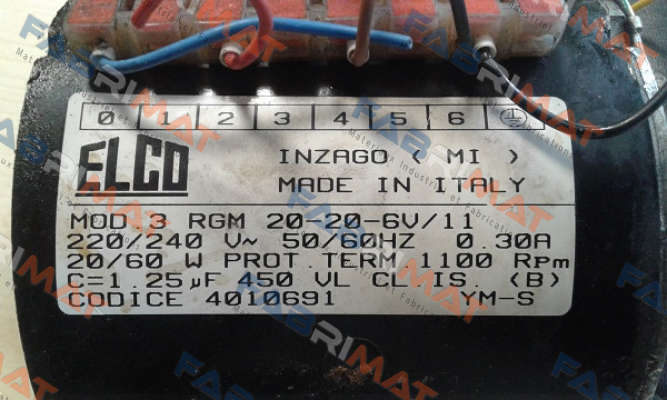 0 1 2 3 4 5 6
ELCO
INZAGO ( MI )
MADE IN ITALY
MOD.3 RGM 20-20-6V/11
220/240 V~ 50/60HZ 0.30A
20/60 W PROT.TERM 1100 Rpm
C=1.25µF 450 VL CL.IS. (B)
CODICE 4010691 YM-S
FABRIMAT